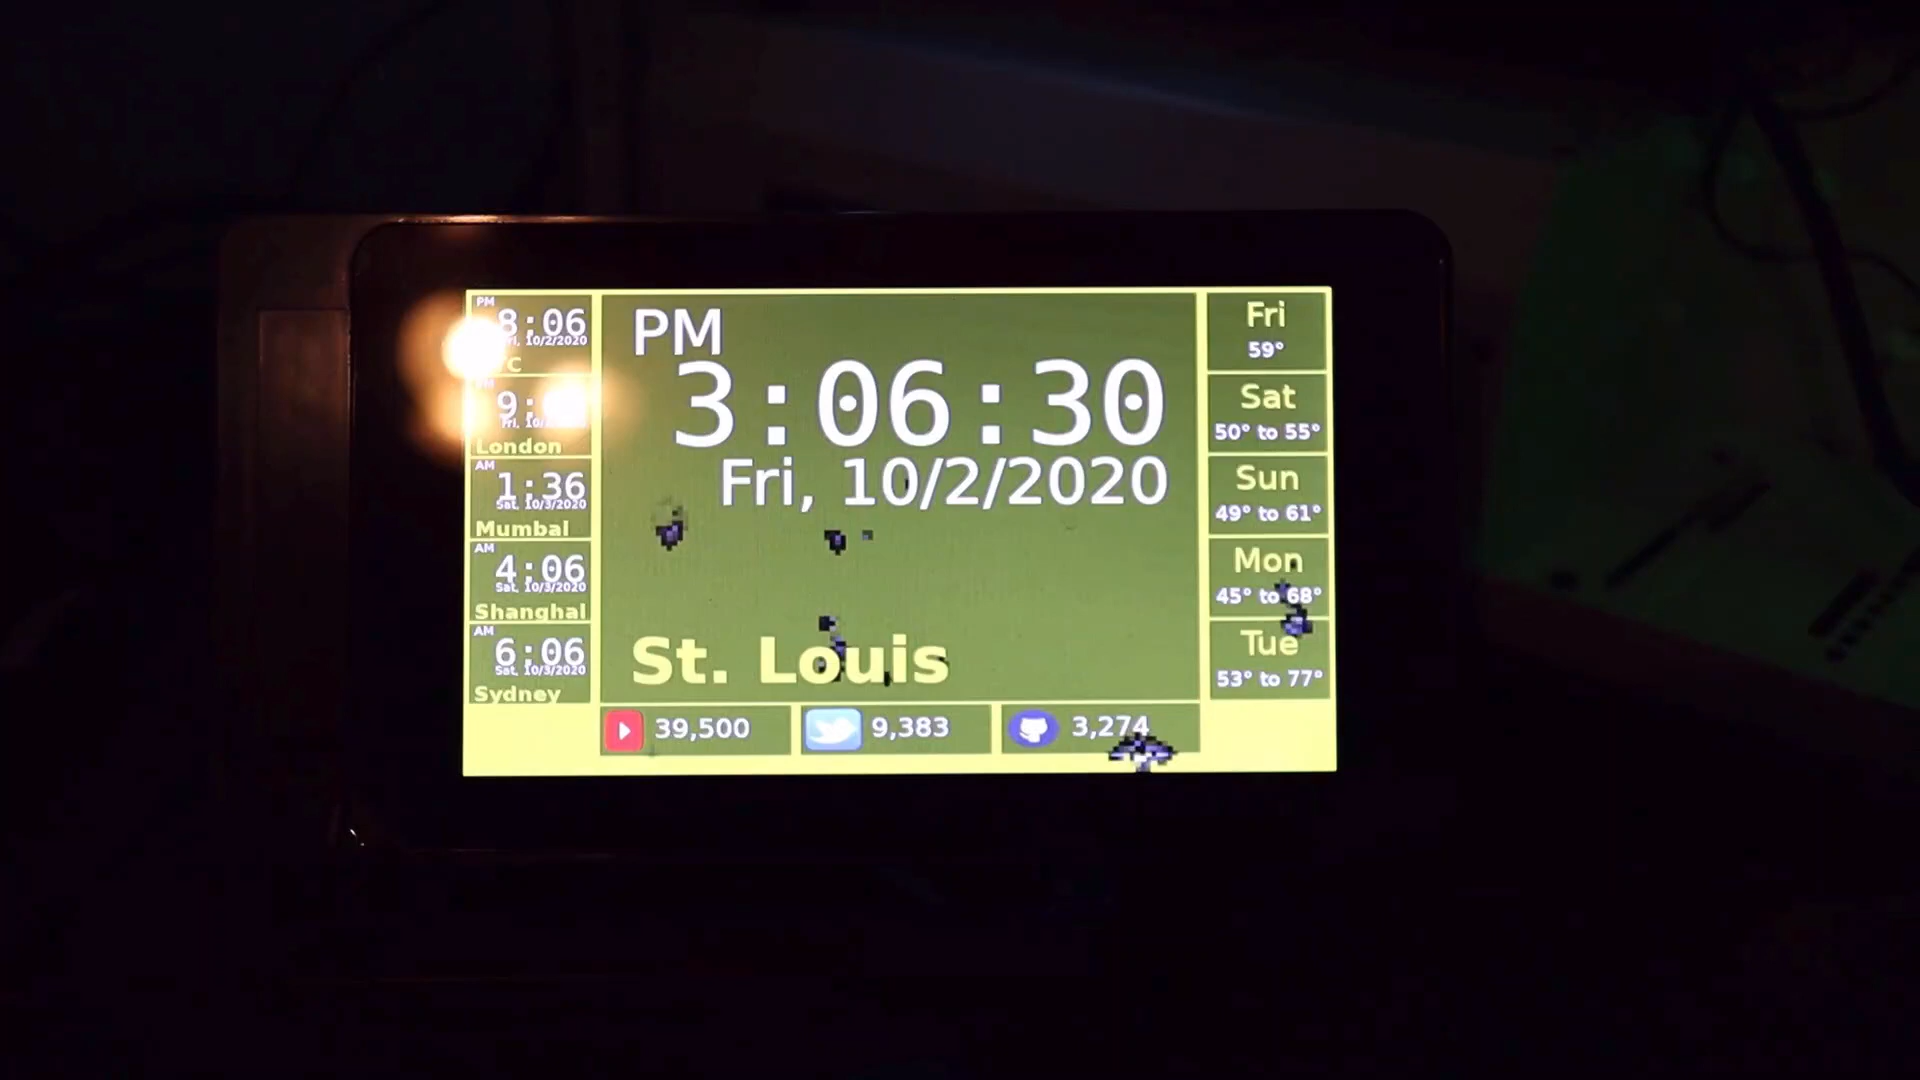 PM
8:06
Fri, 10/2/2020
PM
9:
Fri,
London
AM
1:36
Sat, 10/3/2020
Mumbai
AM
4:06
Sat, 10/3/2020
Shanghai
AM
6:06
Sat, 10/3/2020
Sydney
PM
3:06:30
Fri, 10/2/2020
St. Louis
39,500
9,383
3,274
Fri
59°
Sat
50° to 55°
Sun
49° to 61°
Mon
45° to 68°
Tue
53° to 77°